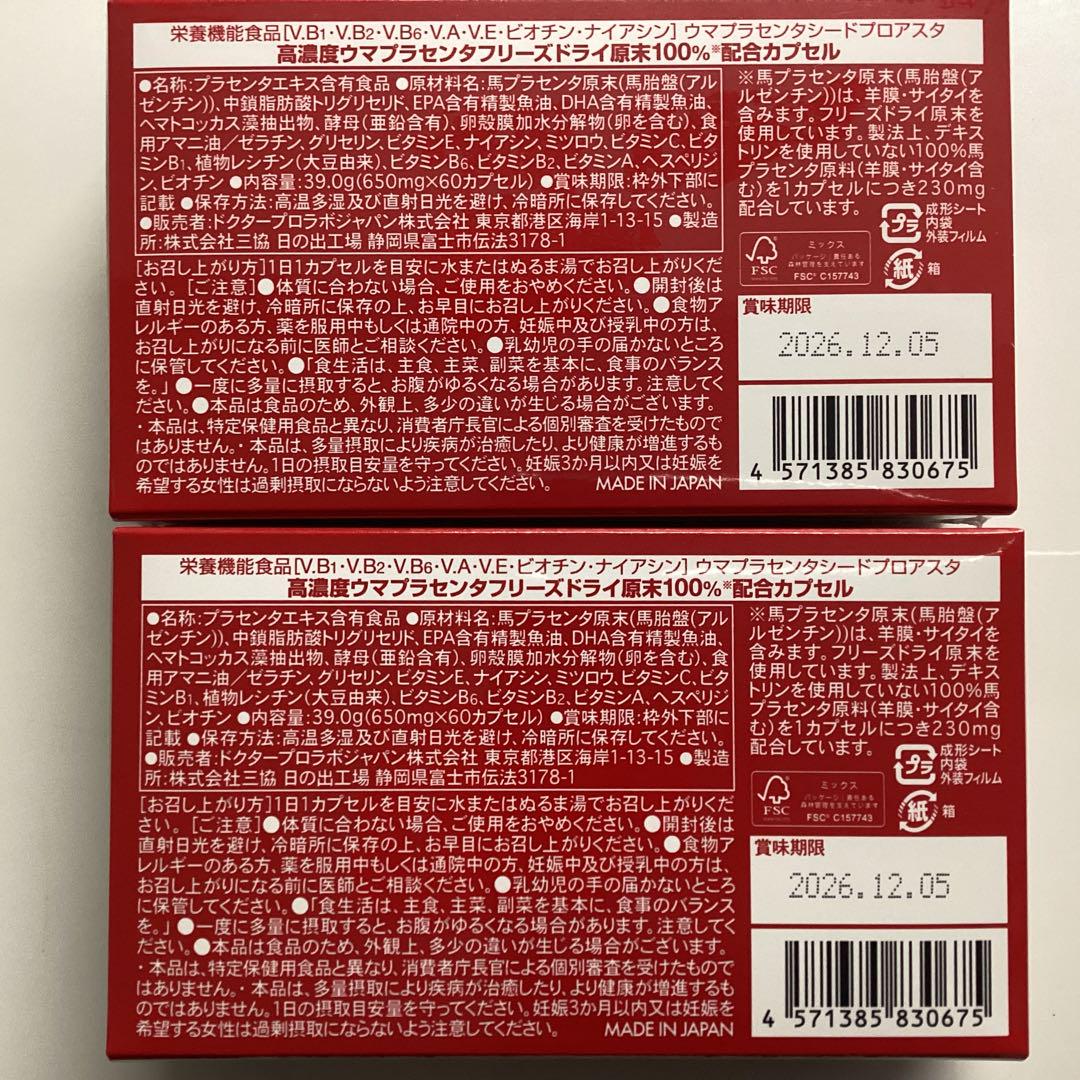 栄養機能食品[V.B1・V.B2・V.B6・V.A・V.E・ビオチン・ナイアシン] ウマプラセンタシードプロアスタ
高濃度ウマプラセンタフリーズドライ原末100%※配合カプセル
●名称:プラセンタエキス含有食品 ●原材料名:馬プラセンタ原末(馬胎盤(アル
ゼンチン))、中鎖脂肪酸トリグリセリド、EPA含有精製魚油、DHA含有精製魚油、
ヘマトコッカス藻抽出物、酵母(亜鉛含有)、卵殻膜加水分解物(卵を含む)、食
用アマニ油/ゼラチン、グリセリン、ビタミンE、ナイアシン、ミツロウ、ビタミンC、ビタ
ミンB1、植物レシチン(大豆由来)、ビタミンB6、ビタミンB2、ビタミンA、ヘスペリジ
ン、ビオチン ●内容量:39.0g(650mg×60カプセル) ●賞味期限:枠外下部に
記載 ●保存方法:高温多湿及び直射日光を避け、冷暗所に保存してください。
●販売者:ドクタープロラボジャパン株式会社 東京都港区海岸1-13-15 ●製造
所:株式会社三協 日の出工場 静岡県富士市伝法3178-1
[お召し上がり方]1日1カプセルを目安に水またはぬるま湯でお召し上がりくだ
さい。 [ご注意]●体質に合わない場合、ご使用をおやめください。●開封後は
直射日光を避け、冷暗所に保存の上、お早目にお召し上がりください。●食物ア
レルギーのある方、薬を服用中もしくは通院中の方、妊娠中及び授乳中の方は、
お召し上がりになる前に医師とご相談ください。●乳幼児の手の届かないところ
に保管してください。●「食生活は、主食、主菜、副菜を基本に、食事のバランス
を。」●一度に多量に摂取すると、お腹がゆるくなる場合があります。注意してく
ださい。●本品は食品のため、外観上、多少の違いが生じる場合がございます。
・本品は、特定保健用食品と異なり、消費者庁長官による個別審査を受けたもので
はありません。・本品は、多量摂取により疾病が治癒したり、より健康が増進するも
のではありません。1日の摂取目安量を守ってください。妊娠3か月以内又は妊娠を
希望する女性は過剰摂取にならないよう注意してください。 MADE IN JAPAN
※馬プラセンタ原末(馬胎盤(ア
ルゼンチン))は、羊膜・サイタイを
含みます。フリーズドライ原末を
使用しています。製法上、デキス
トリンを使用していない100%馬
プラセンタ原料(羊膜・サイタイ含
む)を1カプセルにつき230mg
配合しています。
プラ 成形シート
内袋
外装フィルム
紙 箱
FSC
ミックス
パッケージ|責任ある
森林管理を支えています
FSC® C157743
賞味期限
2026.12.05
4 571385 830675
栄養機能食品[V.B1・V.B2・V.B6・V.A・V.E・ビオチン・ナイアシン] ウマプラセンタシードプロアスタ
高濃度ウマプラセンタフリーズドライ原末100%※配合カプセル
●名称:プラセンタエキス含有食品 ●原材料名:馬プラセンタ原末(馬胎盤(アル
ゼンチン))、中鎖脂肪酸トリグリセリド、EPA含有精製魚油、DHA含有精製魚油、
ヘマトコッカス藻抽出物、酵母(亜鉛含有)、卵殻膜加水分解物(卵を含む)、食
用アマニ油/ゼラチン、グリセリン、ビタミンE、ナイアシン、ミツロウ、ビタミンC、ビタ
ミンB1、植物レシチン(大豆由来)、ビタミンB6、ビタミンB2、ビタミンA、ヘスペリジ
ン、ビオチン ●内容量:39.0g(650mg×60カプセル) ●賞味期限:枠外下部に
記載 ●保存方法:高温多湿及び直射日光を避け、冷暗所に保存してください。
●販売者:ドクタープロラボジャパン株式会社 東京都港区海岸1-13-15 ●製造
所:株式会社三協 日の出工場 静岡県富士市伝法3178-1
[お召し上がり方]1日1カプセルを目安に水またはぬるま湯でお召し上がりくだ
さい。 [ご注意]●体質に合わない場合、ご使用をおやめください。●開封後は
直射日光を避け、冷暗所に保存の上、お早目にお召し上がりください。●食物ア
レルギーのある方、薬を服用中もしくは通院中の方、妊娠中及び授乳中の方は、
お召し上がりになる前に医師とご相談ください。●乳幼児の手の届かないところ
に保管してください。●「食生活は、主食、主菜、副菜を基本に、食事のバランス
を。」●一度に多量に摂取すると、お腹がゆるくなる場合があります。注意してく
ださい。●本品は食品のため、外観上、多少の違いが生じる場合がございます。
・本品は、特定保健用食品と異なり、消費者庁長官による個別審査を受けたもので
はありません。・本品は、多量摂取により疾病が治癒したり、より健康が増進するも
のではありません。1日の摂取目安量を守ってください。妊娠3か月以内又は妊娠を
希望する女性は過剰摂取にならないよう注意してください。 MADE IN JAPAN
※馬プラセンタ原末(馬胎盤(ア
ルゼンチン))は、羊膜・サイタイを
含みます。フリーズドライ原末を
使用しています。製法上、デキス
トリンを使用していない100%馬
プラセンタ原料(羊膜・サイタイ含
む)を1カプセルにつき230mg
配合しています。
プラ 成形シート
内袋
外装フィルム
紙 箱
FSC
ミックス
パッケージ|責任ある
森林管理を支えています
FSC® C157743
賞味期限
2026.12.05
4 571385 830675